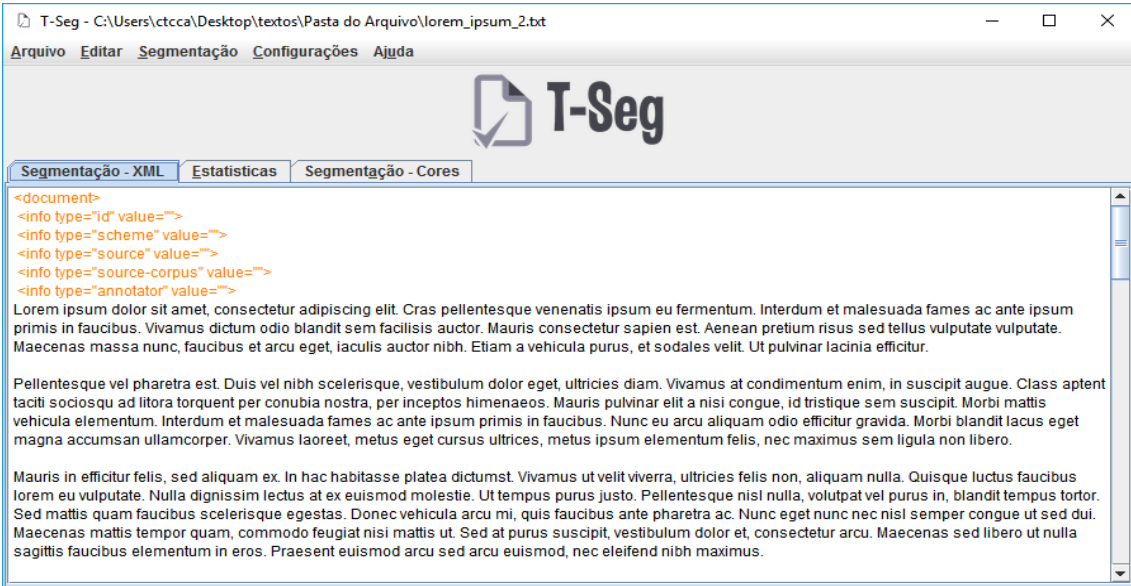 T-Seg - C:\Users\ctcca\Desktop\textos\Pasta do Arquivo\lorem_ipsum_2.txt
Arquivo Editar Segmentação Configurações Ajuda
T-Seg
Segmentação - XML Estatisticas Segmentação - Cores
<document>
<info type="id" value="">
<info type="scheme" value="">
<info type="source" value="">
<info type="source-corpus" value="">
<info type="annotator" value="">
Lorem ipsum dolor sit amet, consectetur adipiscing elit. Cras pellentesque venenatis ipsum eu fermentum. Interdum et malesuada fames ac ante ipsum
primis in faucibus. Vivamus dictum odio blandit sem facilisis auctor. Mauris consectetur sapien est. Aenean pretium risus sed tellus vulputate vulputate.
Maecenas massa nunc, faucibus et arcu eget, iaculis auctor nibh. Etiam a vehicula purus, et sodales velit. Ut pulvinar lacinia efficitur.
Pellentesque vel pharetra est. Duis vel nibh scelerisque, vestibulum dolor eget, ultricies diam. Vivamus at condimentum enim, in suscipit augue. Class aptent
taciti sociosqu ad litora torquent per conubia nostra, per inceptos himenaeos. Mauris pulvinar elit a nisi congue, id tristique sem suscipit. Morbi mattis
vehicula elementum. Interdum et malesuada fames ac ante ipsum primis in faucibus. Nunc eu arcu aliquam odio efficitur gravida. Morbi blandit lacus eget
magna accumsan ullamcorper. Vivamus laoreet, metus eget cursus ultrices, metus ipsum elementum felis, nec maximus sem ligula non libero.
Mauris in efficitur felis, sed aliquam ex. In hac habitasse platea dictumst. Vivamus ut velit viverra, ultricies felis non, aliquam nulla. Quisque luctus faucibus
lorem eu vulputate. Nulla dignissim lectus at ex euismod molestie. Ut tempus purus justo. Pellentesque nisl nulla, volutpat vel purus in, blandit tempus tortor.
Sed mattis quam faucibus scelerisque egestas. Donec vehicula arcu mi, quis faucibus ante pharetra ac. Nunc eget nunc nec nisl semper congue ut sed dui.
Maecenas mattis tempor quam, commodo feugiat nisi mattis ut. Sed at purus suscipit, vestibulum dolor et, consectetur arcu. Maecenas sed libero ut nulla
sagittis faucibus elementum in eros. Praesent euismod arcu sed arcu euismod, nec eleifend nibh maximus.